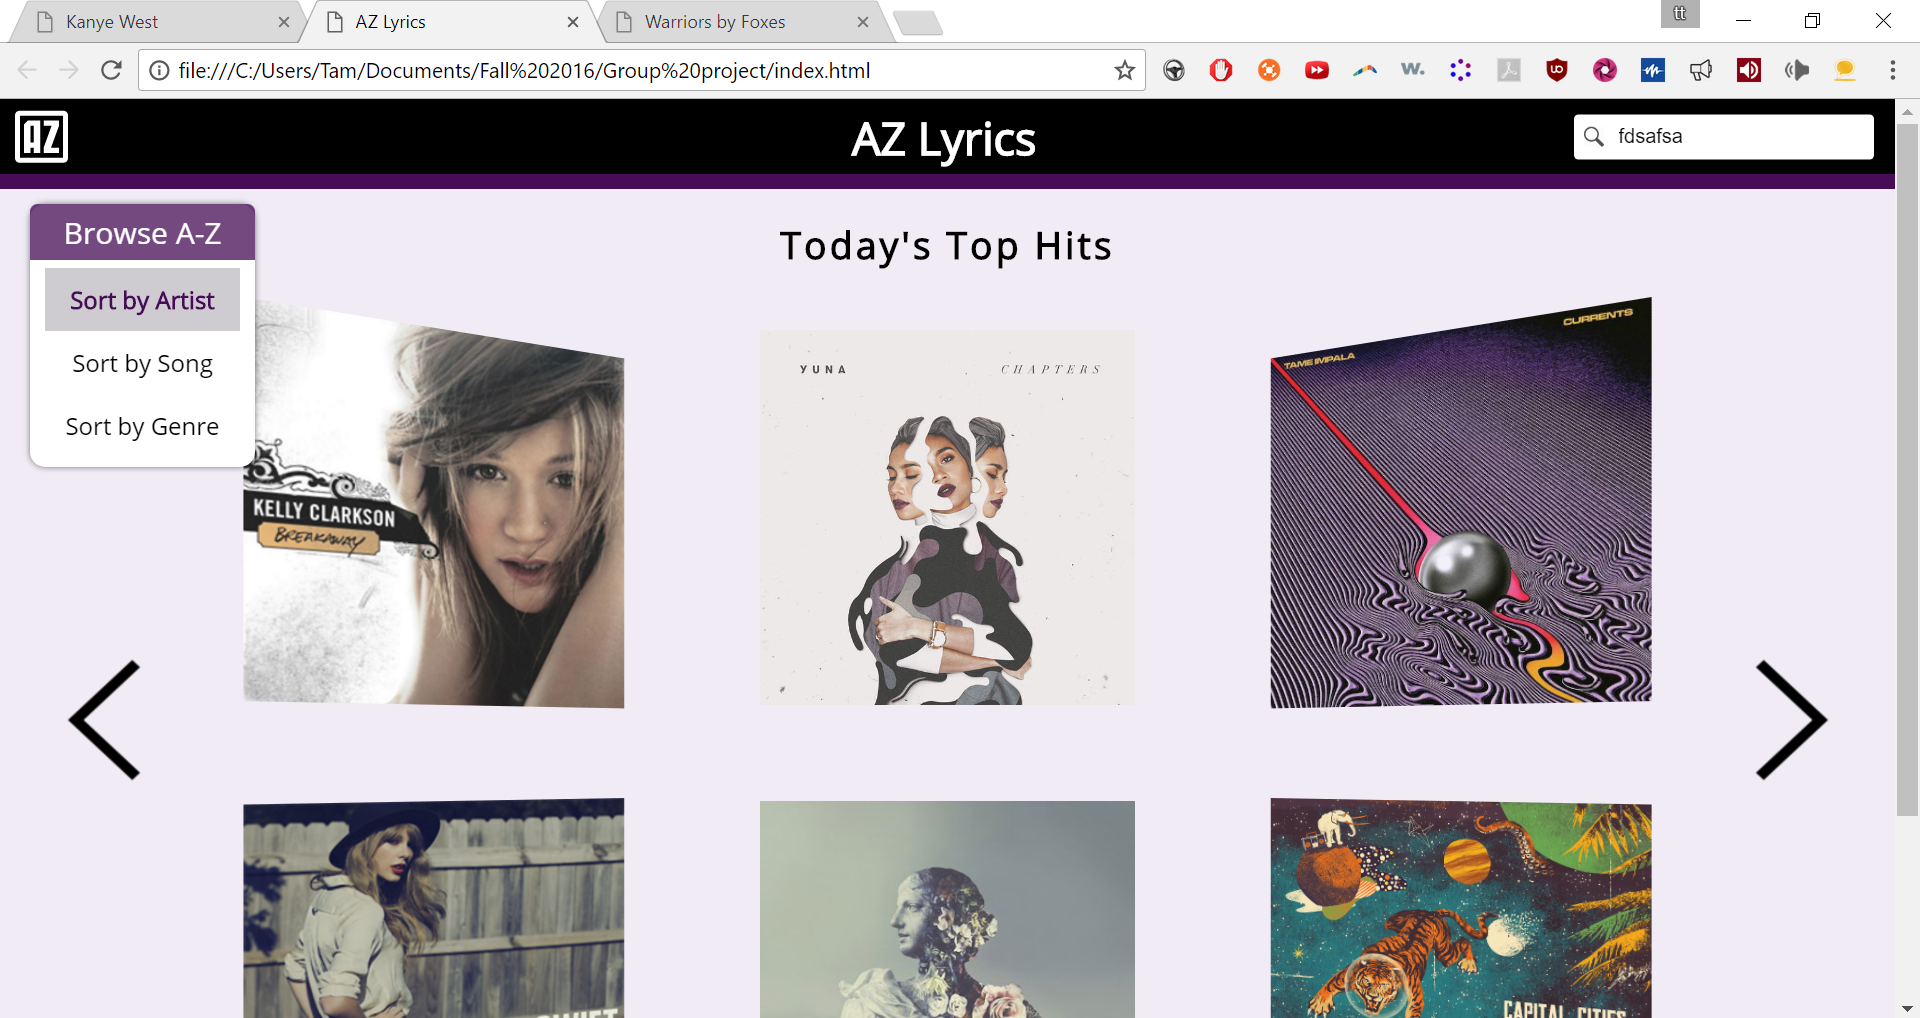 Kanye West
AZ Lyrics
Warriors by Foxes
tt
file:///C:/Users/Tam/Documents/Fall%202016/Group%20project/index.html
W.
AZ
AZ Lyrics
fdsafsa
Browse A-Z
Sort by Artist
Sort by Song
Sort by Genre
Today's Top Hits
KELLY CLARKSON
BREAKAWAY
YUNA
CHAPTERS
TAME IMPALA
CURRENTS
SWIFT
CAPITAL CITIES